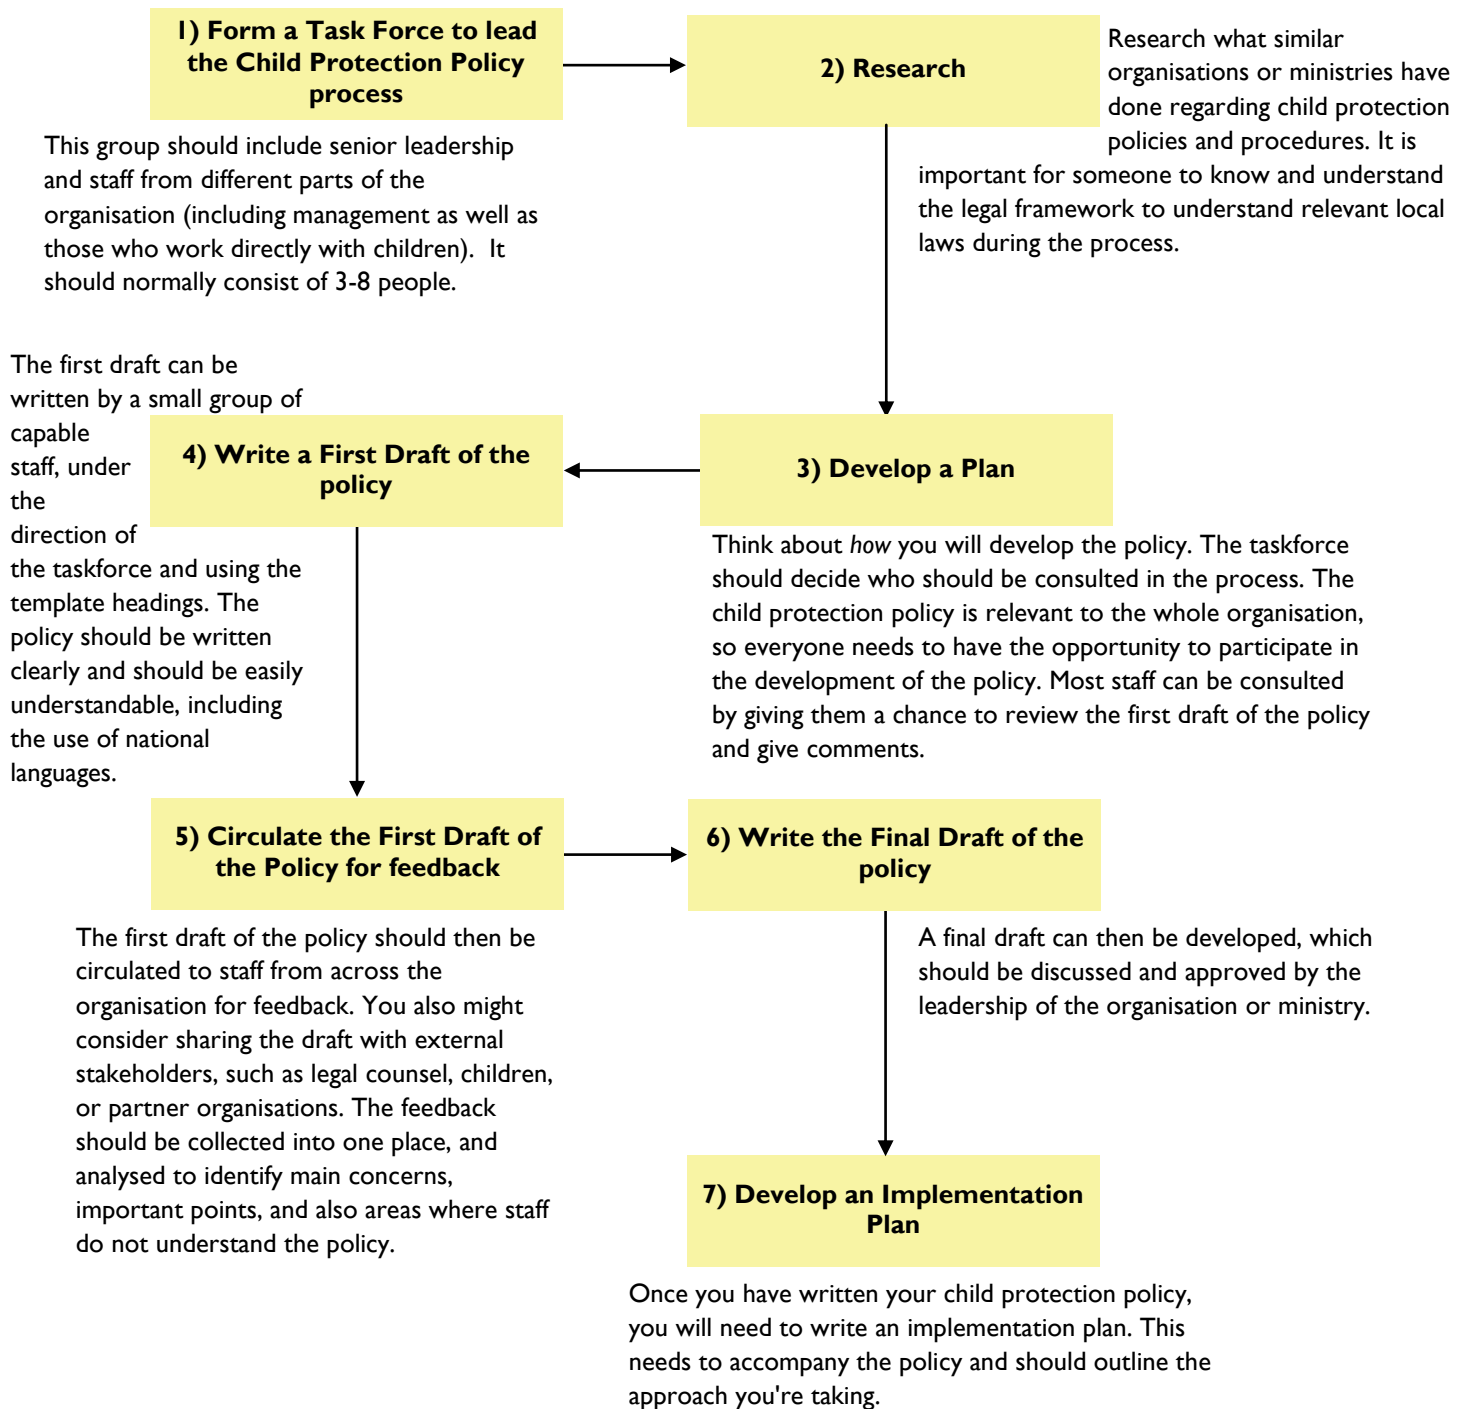 1) Form a Task Force to lead
the Child Protection Policy
process
This group should include senior leadership
and staff from different parts of the
organisation (including management as well as
those who work directly with children).  It
should normally consist of 3-8 people.
2) Research
Research what similar
organisations or ministries have
done regarding child protection
policies and procedures. It is
important for someone to know and understand
the legal framework to understand relevant local
laws during the process.
3) Develop a Plan
Think about how you will develop the policy. The taskforce
should decide who should be consulted in the process. The
child protection policy is relevant to the whole organisation,
so everyone needs to have the opportunity to participate in
the development of the policy. Most staff can be consulted
by giving them a chance to review the first draft of the policy
and give comments.
4) Write a First Draft of the
policy
The first draft can be
written by a small group of
capable
staff, under
the
direction of
the taskforce and using the
template headings. The
policy should be written
clearly and should be easily
understandable, including
the use of national
languages.
5) Circulate the First Draft of
the Policy for feedback
The first draft of the policy should then be
circulated to staff from across the
organisation for feedback. You also might
consider sharing the draft with external
stakeholders, such as legal counsel, children,
or partner organisations. The feedback
should be collected into one place, and
analysed to identify main concerns,
important points, and also areas where staff
do not understand the policy.
6) Write the Final Draft of the
policy
A final draft can then be developed, which
should be discussed and approved by the
leadership of the organisation or ministry.
7) Develop an Implementation
Plan
Once you have written your child protection policy,
you will need to write an implementation plan. This
needs to accompany the policy and should outline the
approach you're taking.